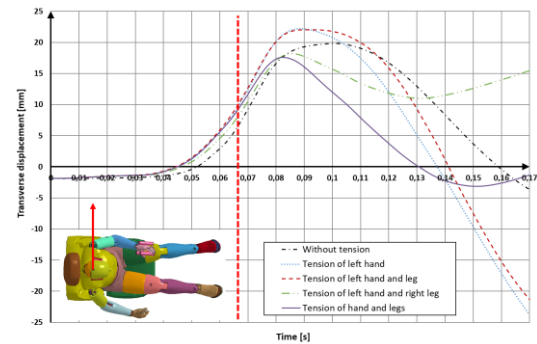 Transverse displacement [mm]
25
20
15
10
5
0
-5
-10
-15
-20
-25
0 0,01 0,02 0,03 0,04 0,05 0,06 0,07 0,08 0,09 0,1 0,11 0,12 0,13 0,14 0,15 0,16 0,17
Without tension
Tension of left hand
Tension of left hand and leg
Tension of left hand and right leg
Tension of hand and legs
Time [s]